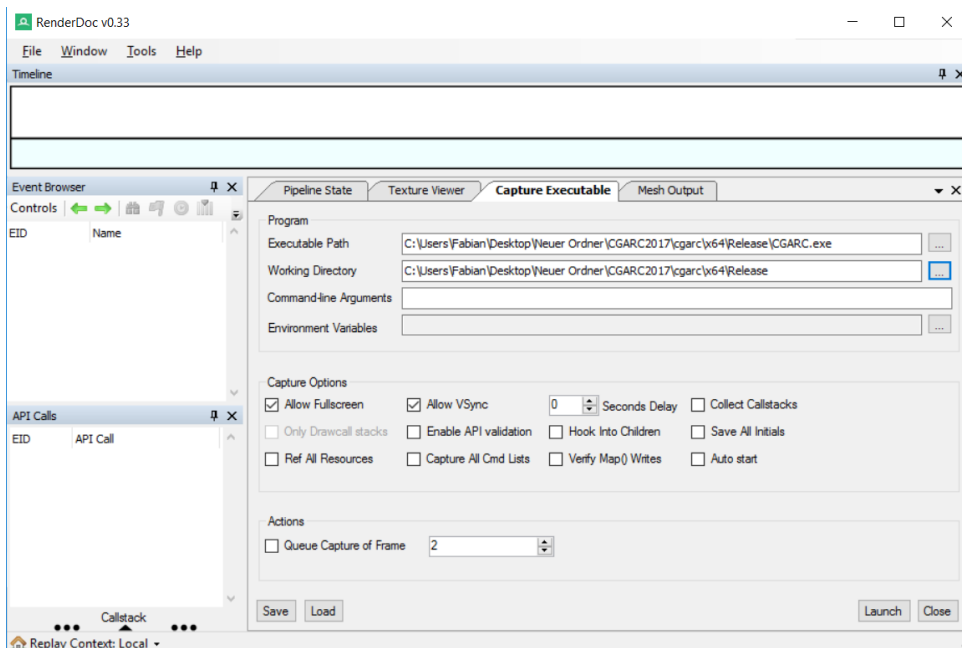 RenderDoc v0.33
File Window Tools Help
Timeline
Event Browser
Controls
EID Name
API Calls
EID API Call
Callstack
Replay Context: Local
Pipeline State Texture Viewer Capture Executable Mesh Output
Program
Executable Path C:\Users\Fabian\Desktop\Neuer Ordner\CGARC2017\cgarc\x64\Release\CGARC.exe ...
Working Directory C:\Users\Fabian\Desktop\Neuer Ordner\CGARC2017\cgarc\x64\Release ...
Command-line Arguments
Environment Variables ...
Capture Options
Allow Fullscreen Allow VSync 0 Seconds Delay Collect Callstacks
Only Drawcall stacks Enable API validation Hook Into Children Save All Initials
Ref All Resources Capture All Cmd Lists Verify Map() Writes Auto start
Actions
Queue Capture of Frame 2
Save Load Launch Close